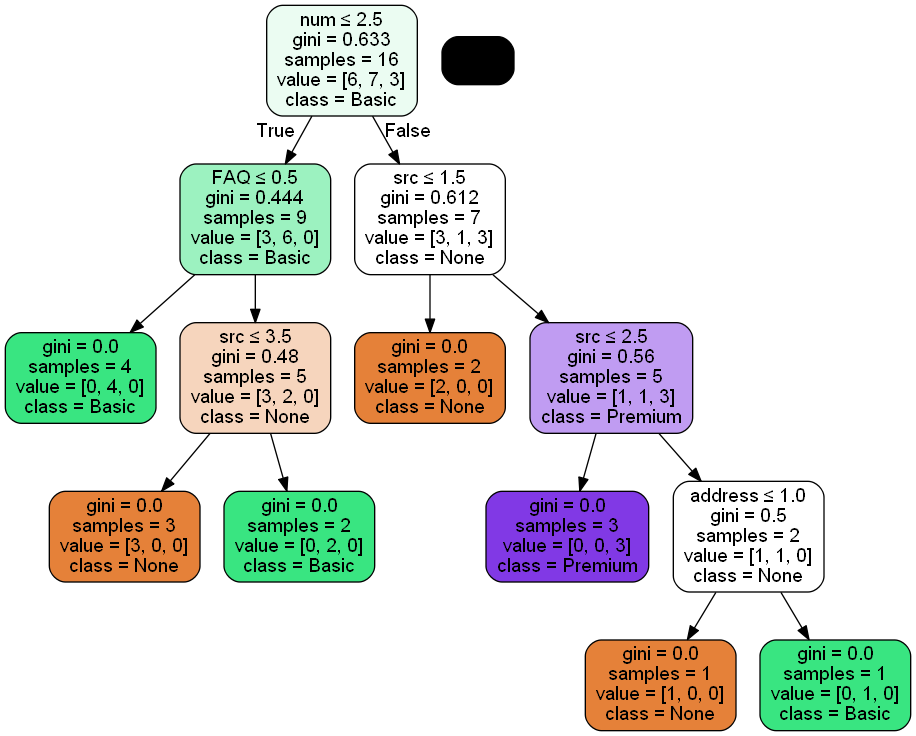 num ≤ 2.5
gini = 0.633
samples = 16
value = [6, 7, 3]
class = Basic
True
False
FAQ ≤ 0.5
gini = 0.444
samples = 9
value = [3, 6, 0]
class = Basic
src ≤ 1.5
gini = 0.612
samples = 7
value = [3, 1, 3]
class = None
gini = 0.0
samples = 4
value = [0, 4, 0]
class = Basic
src ≤ 3.5
gini = 0.48
samples = 5
value = [3, 2, 0]
class = None
gini = 0.0
samples = 2
value = [2, 0, 0]
class = None
src ≤ 2.5
gini = 0.56
samples = 5
value = [1, 1, 3]
class = Premium
gini = 0.0
samples = 3
value = [3, 0, 0]
class = None
gini = 0.0
samples = 2
value = [0, 2, 0]
class = Basic
gini = 0.0
samples = 3
value = [0, 0, 3]
class = Premium
address ≤ 1.0
gini = 0.5
samples = 2
value = [1, 1, 0]
class = None
gini = 0.0
samples = 1
value = [1, 0, 0]
class = None
gini = 0.0
samples = 1
value = [0, 1, 0]
class = Basic